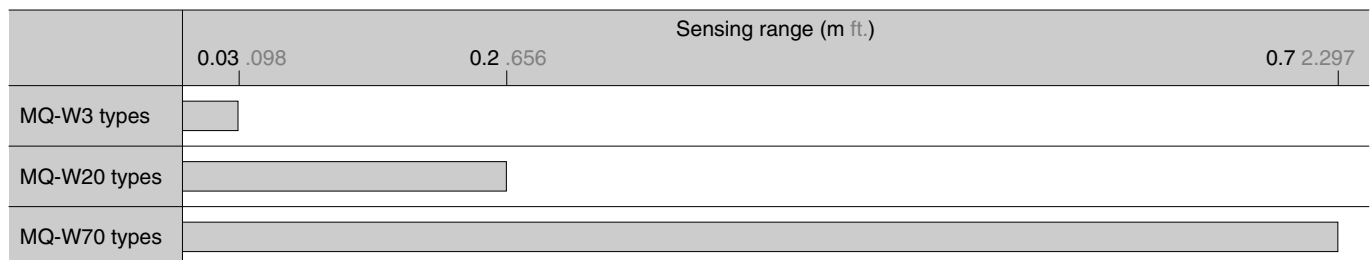 Sensing range (m ft.)
0.03 .098 0.2 .656 0.7 2.297
MQ-W3 types
MQ-W20 types
MQ-W70 types